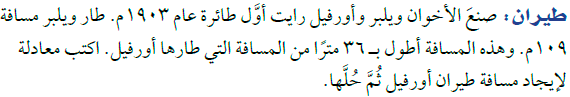 طيران: صنعَ الأخوان ويلبر وأورفيل رايت أوَّل طائرة عام ١٩٠٣م. طار ويلبر مسافة
١٠٩م. وهذه المسافة أطول بـ ٣٦ مترًا من المسافة التي طارها أورفيل. اكتب معادلة
لإيجاد مسافة طيران أورفيل ثُمَّ حُلَّها.